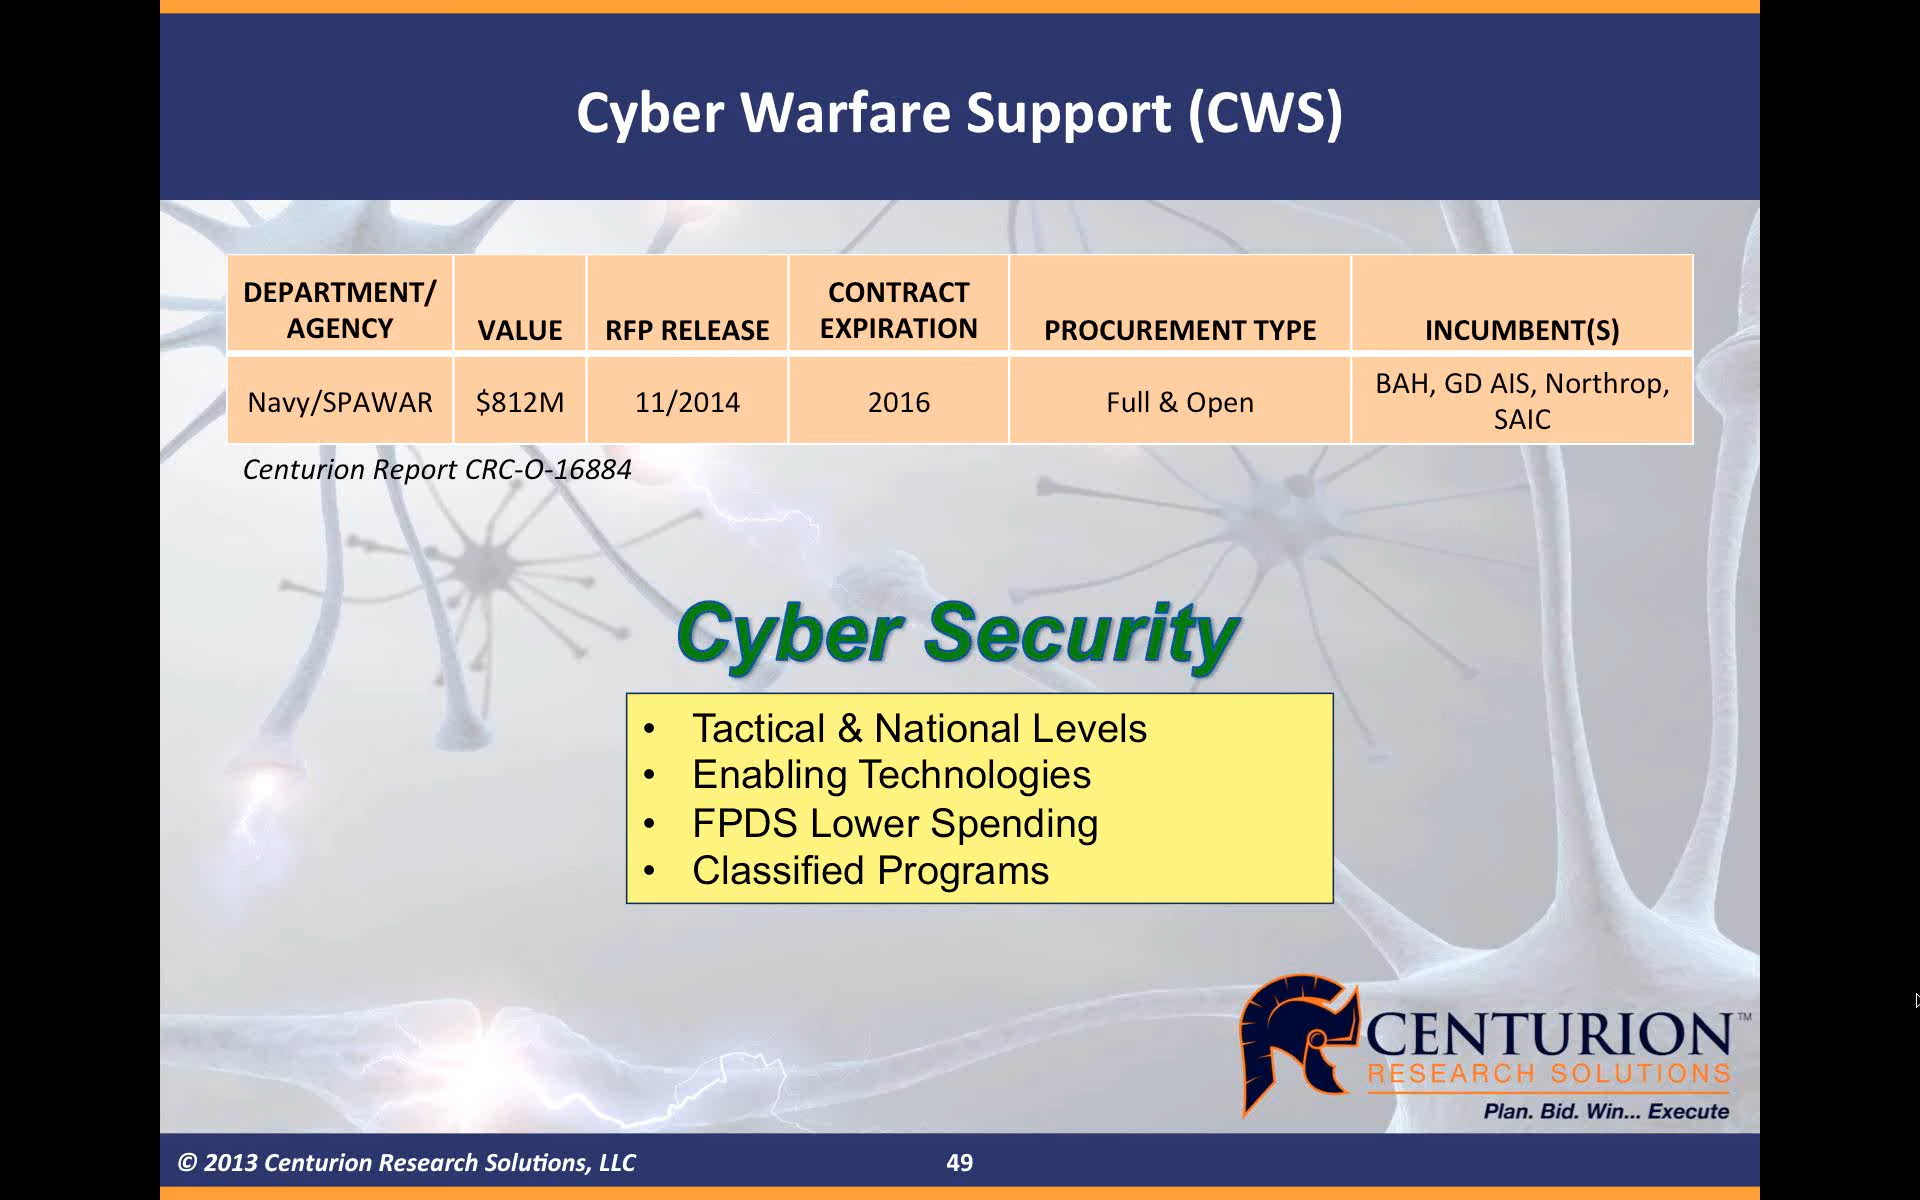 Cyber Warfare Support (CWS)
DEPARTMENT/
AGENCY
VALUE
RFP RELEASE
CONTRACT
EXPIRATION
PROCUREMENT TYPE
INCUMBENT(S)
Navy/SPAWAR
$812M
11/2014
2016
Full & Open
BAH, GD AIS, Northrop,
SAIC
Centurion Report CRC-O-16884
Cyber Security
• Tactical & National Levels
• Enabling Technologies
• FPDS Lower Spending
• Classified Programs
CENTURION™
RESEARCH SOLUTIONS
Plan. Bid. Win... Execute
© 2013 Centurion Research Solutions, LLC
49